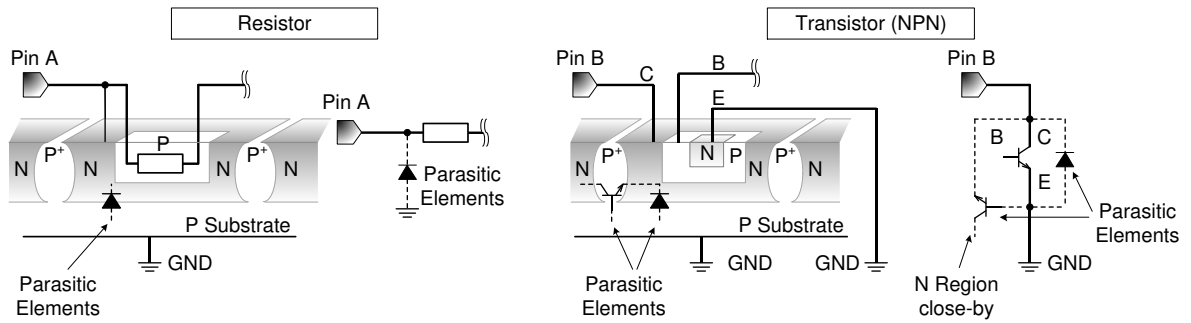 Resistor
Transistor (NPN)
Pin A
Pin A
P
N
P+
N
P+
N
N
Parasitic
Elements
P Substrate
GND
Parasitic
Elements
Pin B
C
B
E
N
P+
N
N
P
P+
N
N
P Substrate
GND
GND
Parasitic
Elements
Pin B
B
C
E
Parasitic
Elements
GND
N Region
close-by